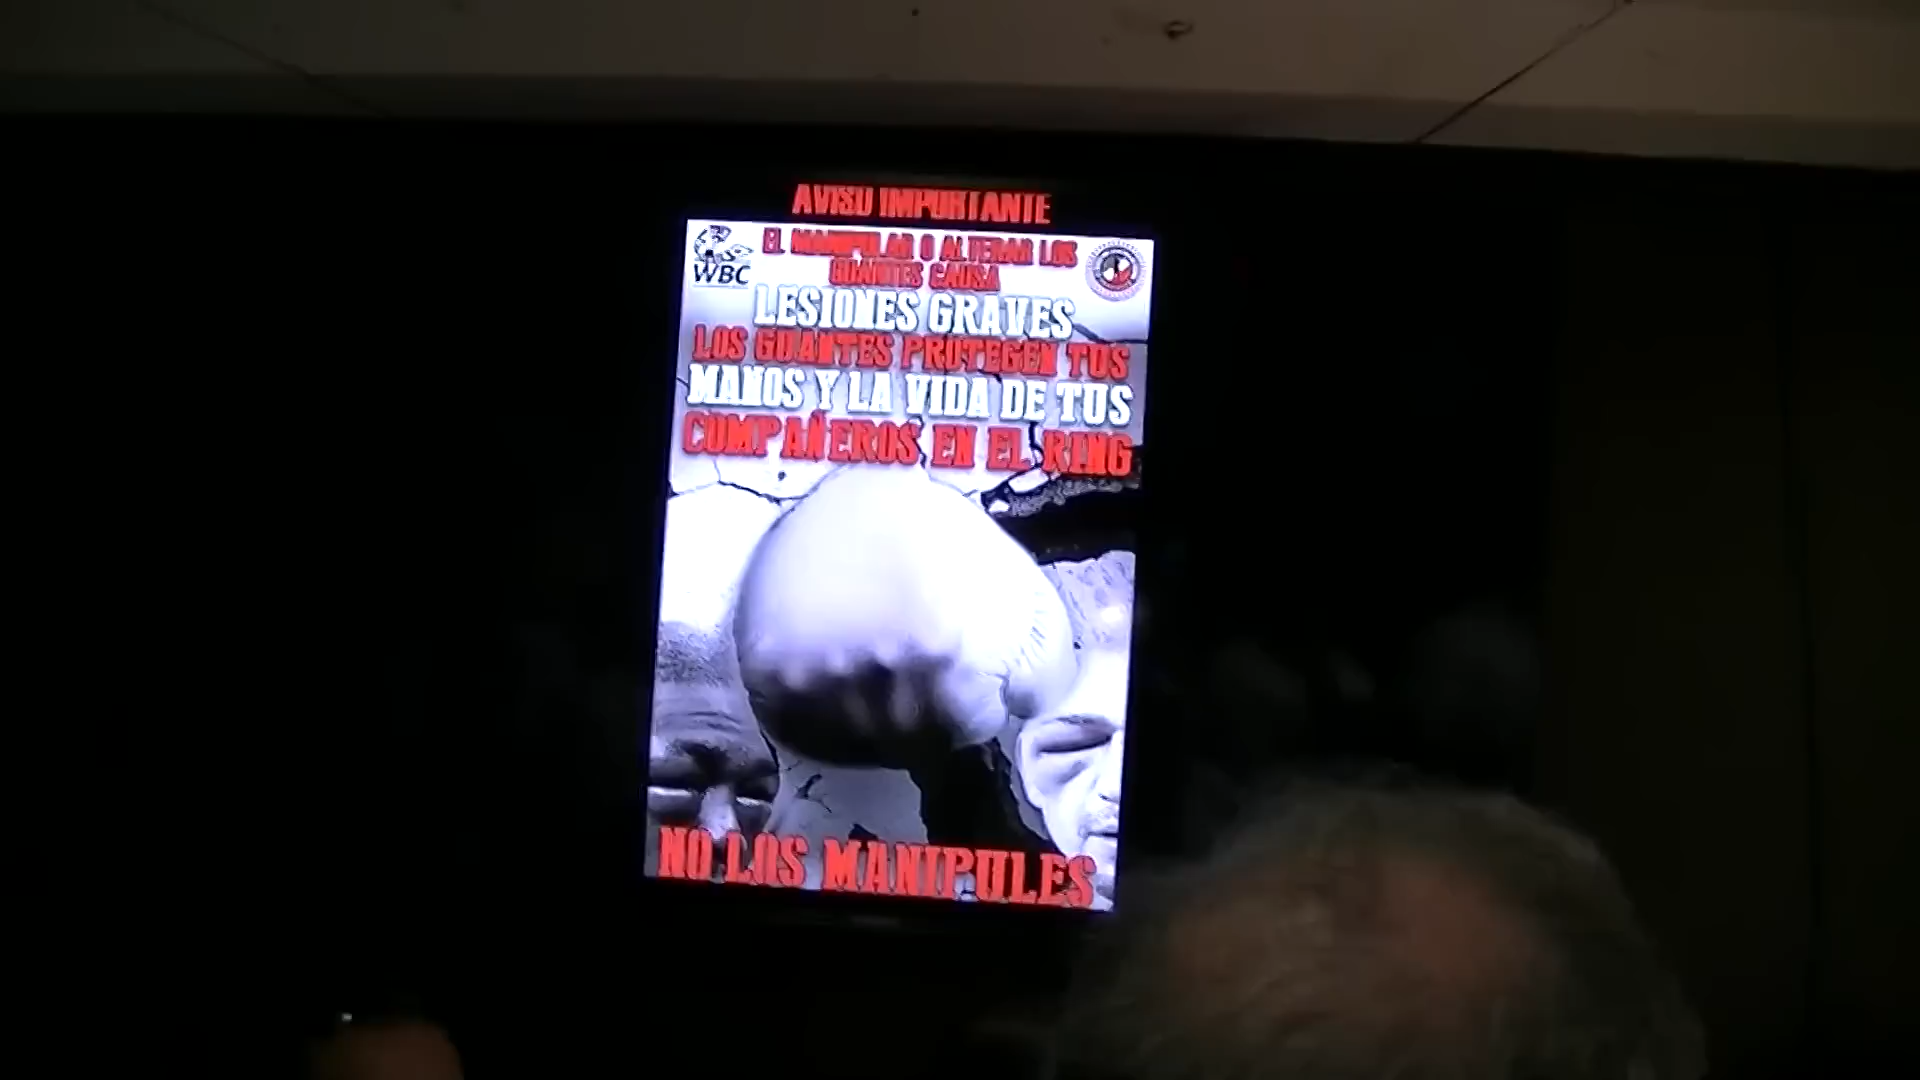 AVISO IMPORTANTE
WBC
EL MANIPULAR O ALTERAR LOS
GUANTES CAUSA
LESIONES GRAVES
LOS GUANTES PROTEGEN TUS
MANOS Y LA VIDA DE TUS
COMPAÑEROS EN EL RING
NO LOS MANIPULES